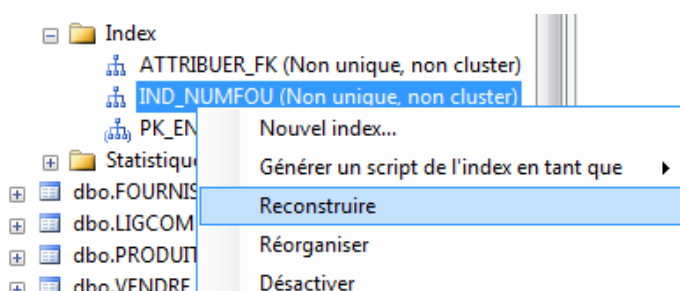 Index
ATTRIBUER_FK (Non unique, non cluster)
IND_NUMFOU (Non unique, non cluster)
PK_EN
Nouvel index...
Statistiqu
Générer un script de l'index en tant que
dbo.FOURNIS
Reconstruire
dbo.LIGCOM
dbo.PRODUIT
Réorganiser
dbo.VENDRE
Désactiver